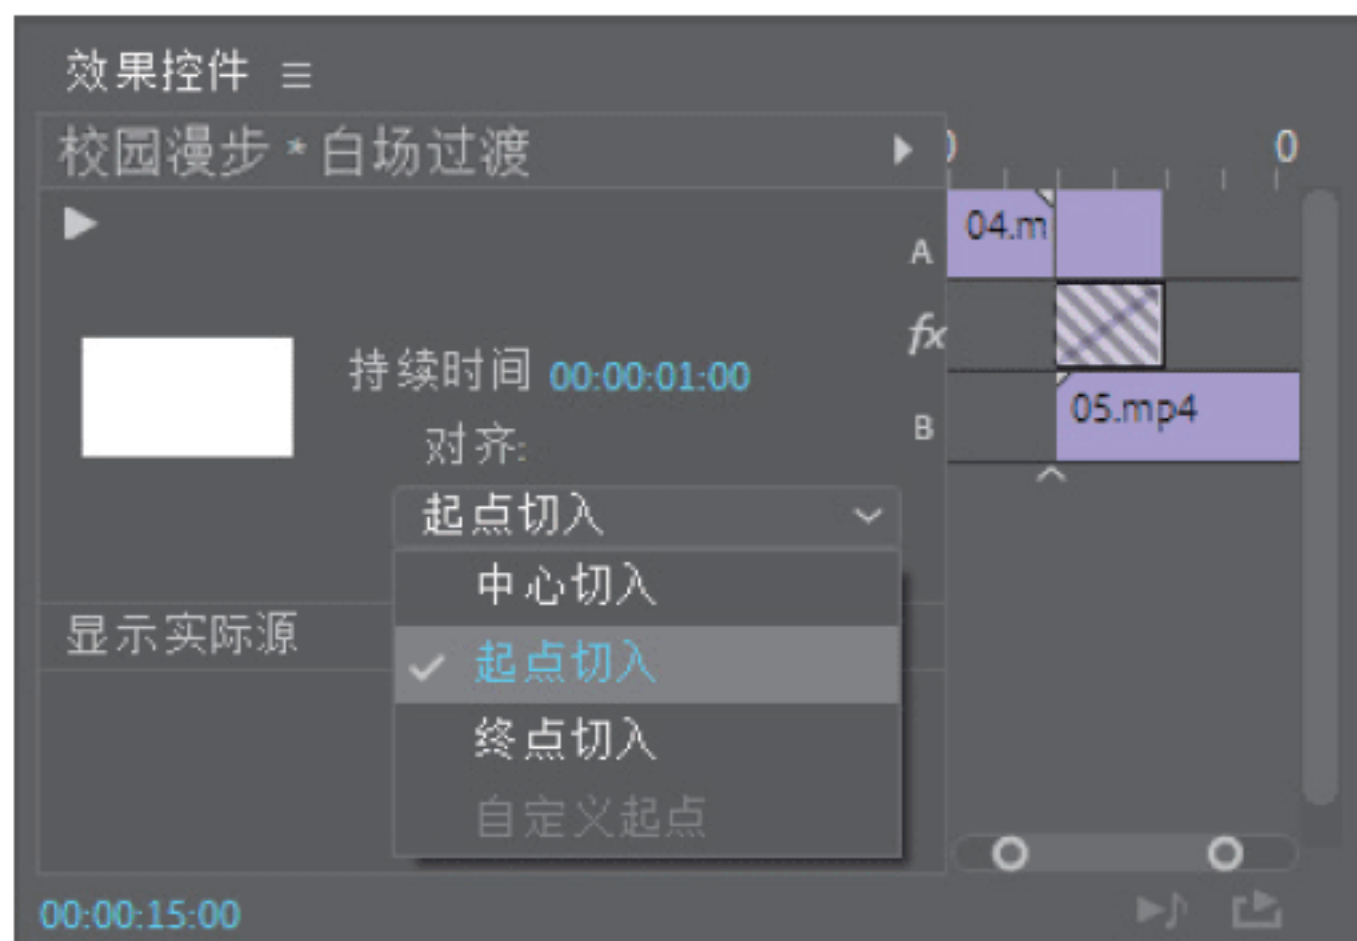 效果控件
校园漫步 * 白场过渡
0
04.m
A
fx
持续时间 00:00:01:00
05.mp4
B
对齐:
起点切入
中心切入
显示实际源
起点切入
终点切入
自定义起点
00:00:15:00